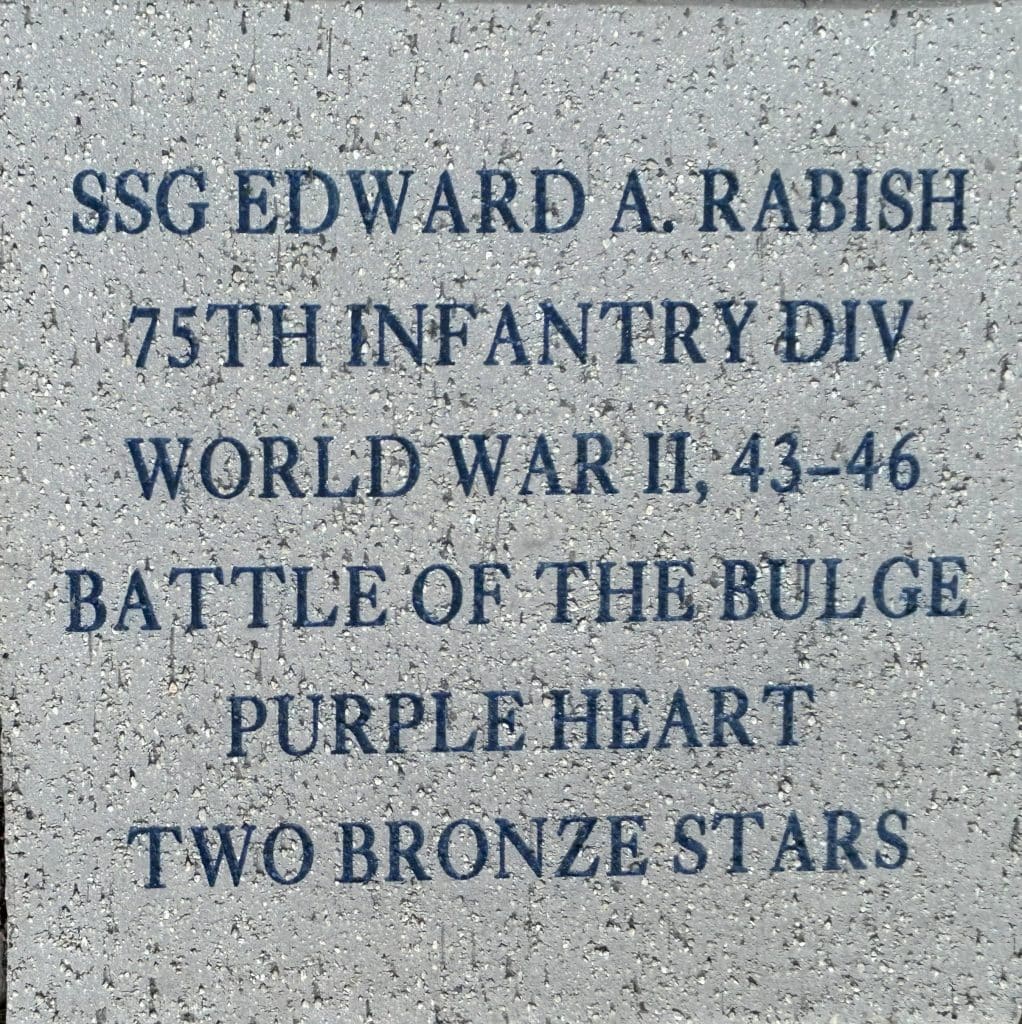 SSG EDWARD A. RABISH
75TH INFANTRY DIV
WORLD WAR II, 43–46
BATTLE OF THE BULGE
PURPLE HEART
TWO BRONZE STARS